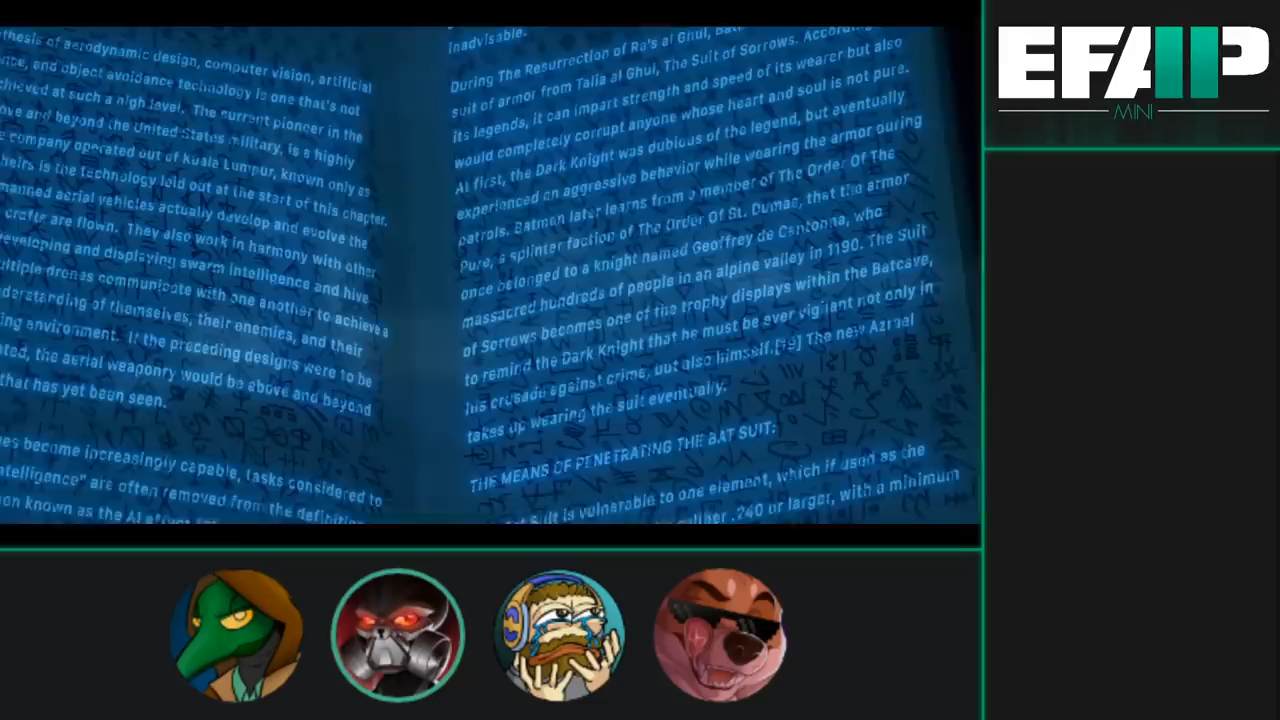 thesis of aerodynamic design, computer vision, artificial
nce, and object avoidance technology is one that's not
chieved at such a high level. The current pioneer in the
ove and beyond the United States military, is a highly
e company operated out of Kuala Lumpur, known only as
heirs is the technology laid out at the start of this chapter.
manned aerial vehicles actually develop and evolve the
crafts are flown. They also work in harmony with other
eveloping and displaying swarm intelligence and hive
ultiple drones communicate with one another to achieve a
derstanding of themselves, their enemies, and their
ing environment. If the preceding designs were to be
ated, the aerial weaponry would be above and beyond
that has yet been seen.
es become increasingly capable, tasks considered to
ntelligence" are often removed from the definition
on known as the AI effect
inadvisable.
During The Resurrection of Ra's al Ghul, Bat
suit of armor from Talia al Ghul, The Suit of Sorrows. According
its legends, it can impart strength and speed of its wearer but also
would completely corrupt anyone whose heart and soul is not pure.
At first, the Dark Knight was dubious of the legend, but eventually
experienced an aggressive behavior while wearing the armor during
patrols. Batman later learns from a member of The Order Of The
Pure, a splinter faction of The Order Of St. Dumas, that the armor
once belonged to a knight named Geoffrey de Cantonna, who
massacred hundreds of people in an alpine valley in 1190. The Suit
of Sorrows becomes one of the trophy displays within the Batcave,
to remind the Dark Knight that he must be ever vigilant not only in
his crusade against crime, but also himself.[19] The new Azrael
takes up wearing the suit eventually.
THE MEANS OF PENETRATING THE BAT SUIT:
suit is vulnarable to one element, which if used as the
caliber .240 or larger, with a minimum
EFAP
MINI